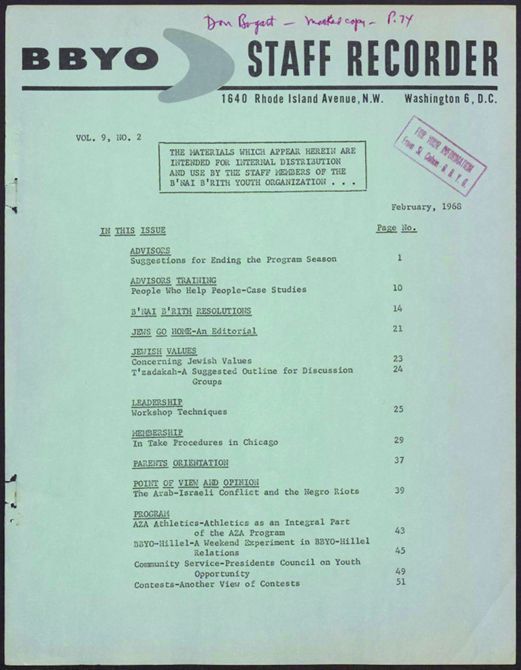 Don Bogart - marked copy - P. 74
BBYO STAFF RECORDER
1640 Rhode Island Avenue, N.W. Washington 6, D.C.
VOL. 9, NO. 2
THE MATERIALS WHICH APPEAR HEREIN ARE
INTENDED FOR INTERNAL DISTRIBUTION
AND USE BY THE STAFF MEMBERS OF THE
B'NAI B'RITH YOUTH ORGANIZATION . . .
FOR YOUR INFORMATION
From Si Cohen B B Y O
February, 1968
IN THIS ISSUE Page No.
ADVISORS
Suggestions for Ending the Program Season 1
ADVISORS TRAINING
People Who Help People-Case Studies 10
B'NAI B'RITH RESOLUTIONS 14
JEWS GO HOME-An Editorial 21
JEWISH VALUES
Concerning Jewish Values 23
T'zadakah-A Suggested Outline for Discussion 24
Groups
LEADERSHIP
Workshop Techniques 25
MEMBERSHIP
In Take Procedures in Chicago 29
PARENTS ORIENTATION 37
POINT OF VIEW AND OPINION
The Arab-Israeli Conflict and the Negro Riots 39
PROGRAM
AZA Athletics-Athletics as an Integral Part
of the AZA Program 43
BBYO-Hillel-A Weekend Experiment in BBYO-Hillel
Relations 45
Community Service-Presidents Council on Youth
Opportunity 49
Contests-Another View of Contests 51